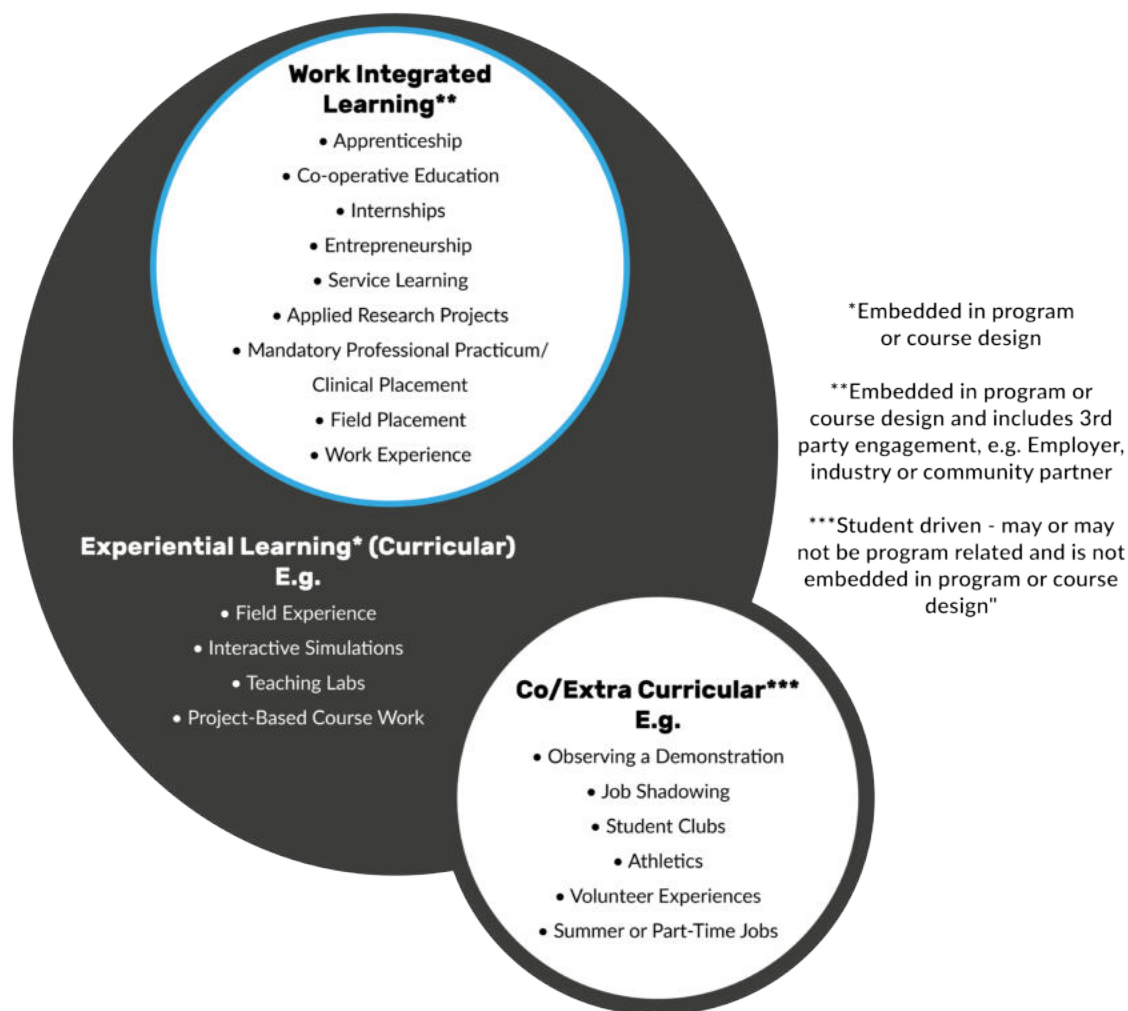 Work Integrated
Learning**
• Apprenticeship
• Co-operative Education
• Internships
• Entrepreneurship
• Service Learning
• Applied Research Projects
• Mandatory Professional Practicum/
Clinical Placement
• Field Placement
• Work Experience
Experiential Learning* (Curricular)
E.g.
• Field Experience
• Interactive Simulations
• Teaching Labs
• Project-Based Course Work
Co/Extra Curricular***
E.g.
• Observing a Demonstration
• Job Shadowing
• Student Clubs
• Athletics
• Volunteer Experiences
• Summer or Part-Time Jobs
*Embedded in program
or course design
**Embedded in program or
course design and includes 3rd
party engagement, e.g. Employer,
industry or community partner
***Student driven - may or may
not be program related and is not
embedded in program or course
design"